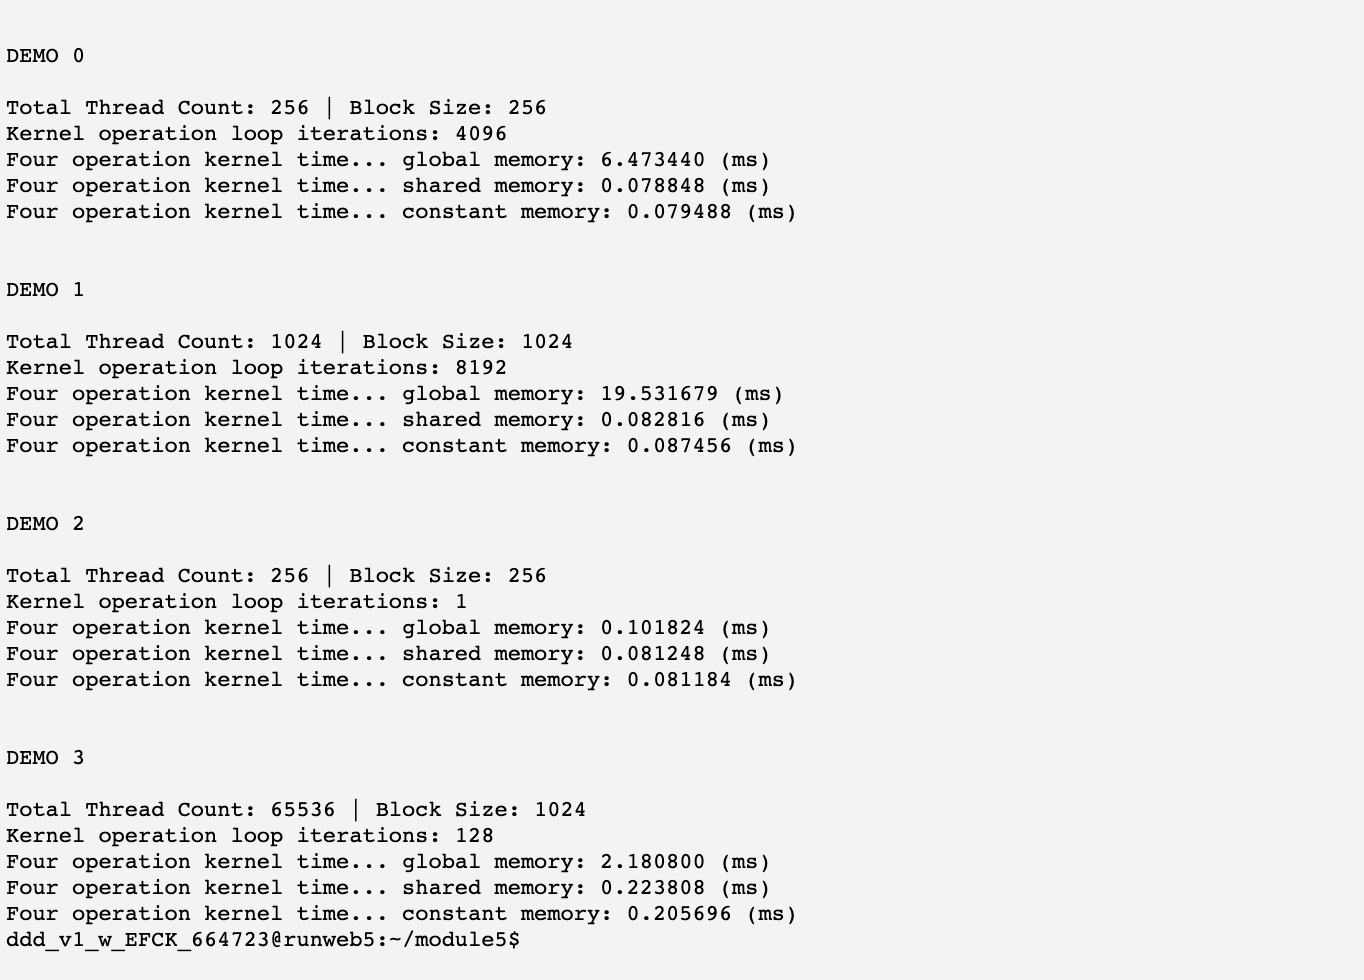 DEMO 0
Total Thread Count: 256 | Block Size: 256
Kernel operation loop iterations: 4096
Four operation kernel time... global memory: 6.473440 (ms)
Four operation kernel time... shared memory: 0.078848 (ms)
Four operation kernel time... constant memory: 0.079488 (ms)
DEMO 1
Total Thread Count: 1024 | Block Size: 1024
Kernel operation loop iterations: 8192
Four operation kernel time... global memory: 19.531679 (ms)
Four operation kernel time... shared memory: 0.082816 (ms)
Four operation kernel time... constant memory: 0.087456 (ms)
DEMO 2
Total Thread Count: 256 | Block Size: 256
Kernel operation loop iterations: 1
Four operation kernel time... global memory: 0.101824 (ms)
Four operation kernel time... shared memory: 0.081248 (ms)
Four operation kernel time... constant memory: 0.081184 (ms)
DEMO 3
Total Thread Count: 65536 | Block Size: 1024
Kernel operation loop iterations: 128
Four operation kernel time... global memory: 2.180800 (ms)
Four operation kernel time... shared memory: 0.223808 (ms)
Four operation kernel time... constant memory: 0.205696 (ms)
ddd_v1_w_EFCK_664723@runweb5:~/module5$